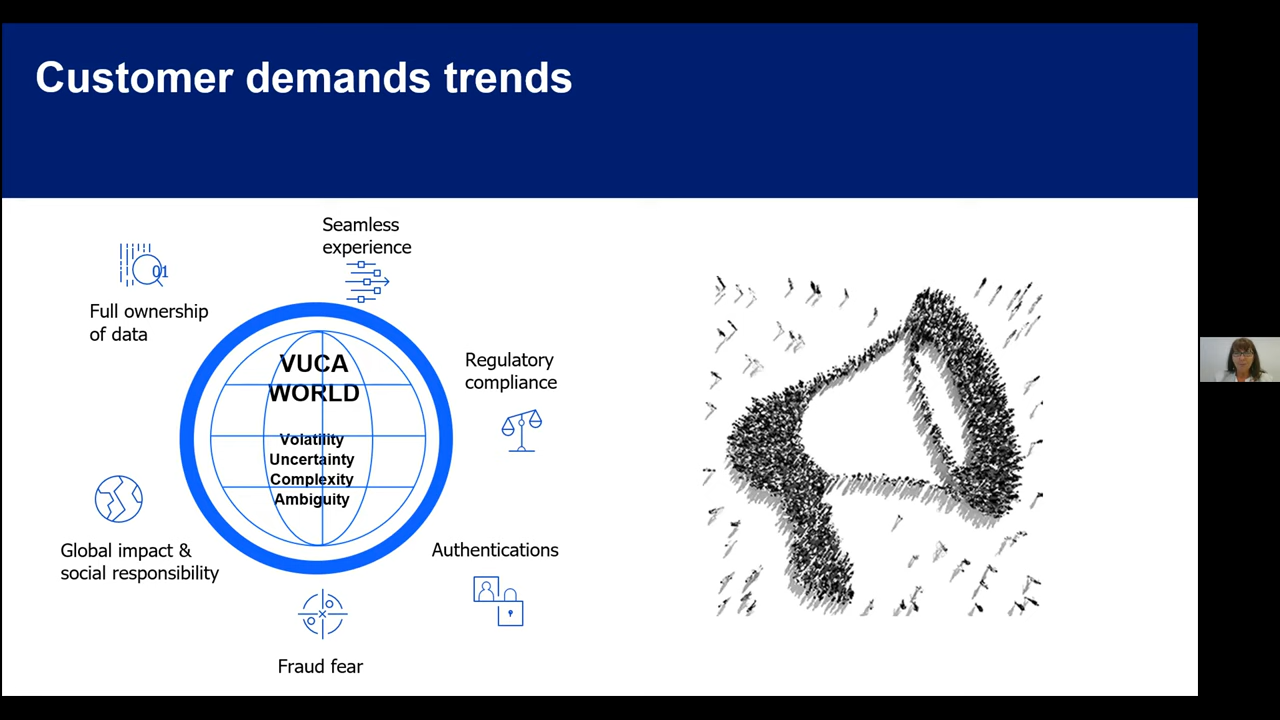 Customer demands trends
Seamless
experience
01
Full ownership
of data
VUCA
WORLD
Regulatory
compliance
Volatility
Uncertainty
Complexity
Ambiguity
Global impact &
social responsibility
Authentications
Fraud fear